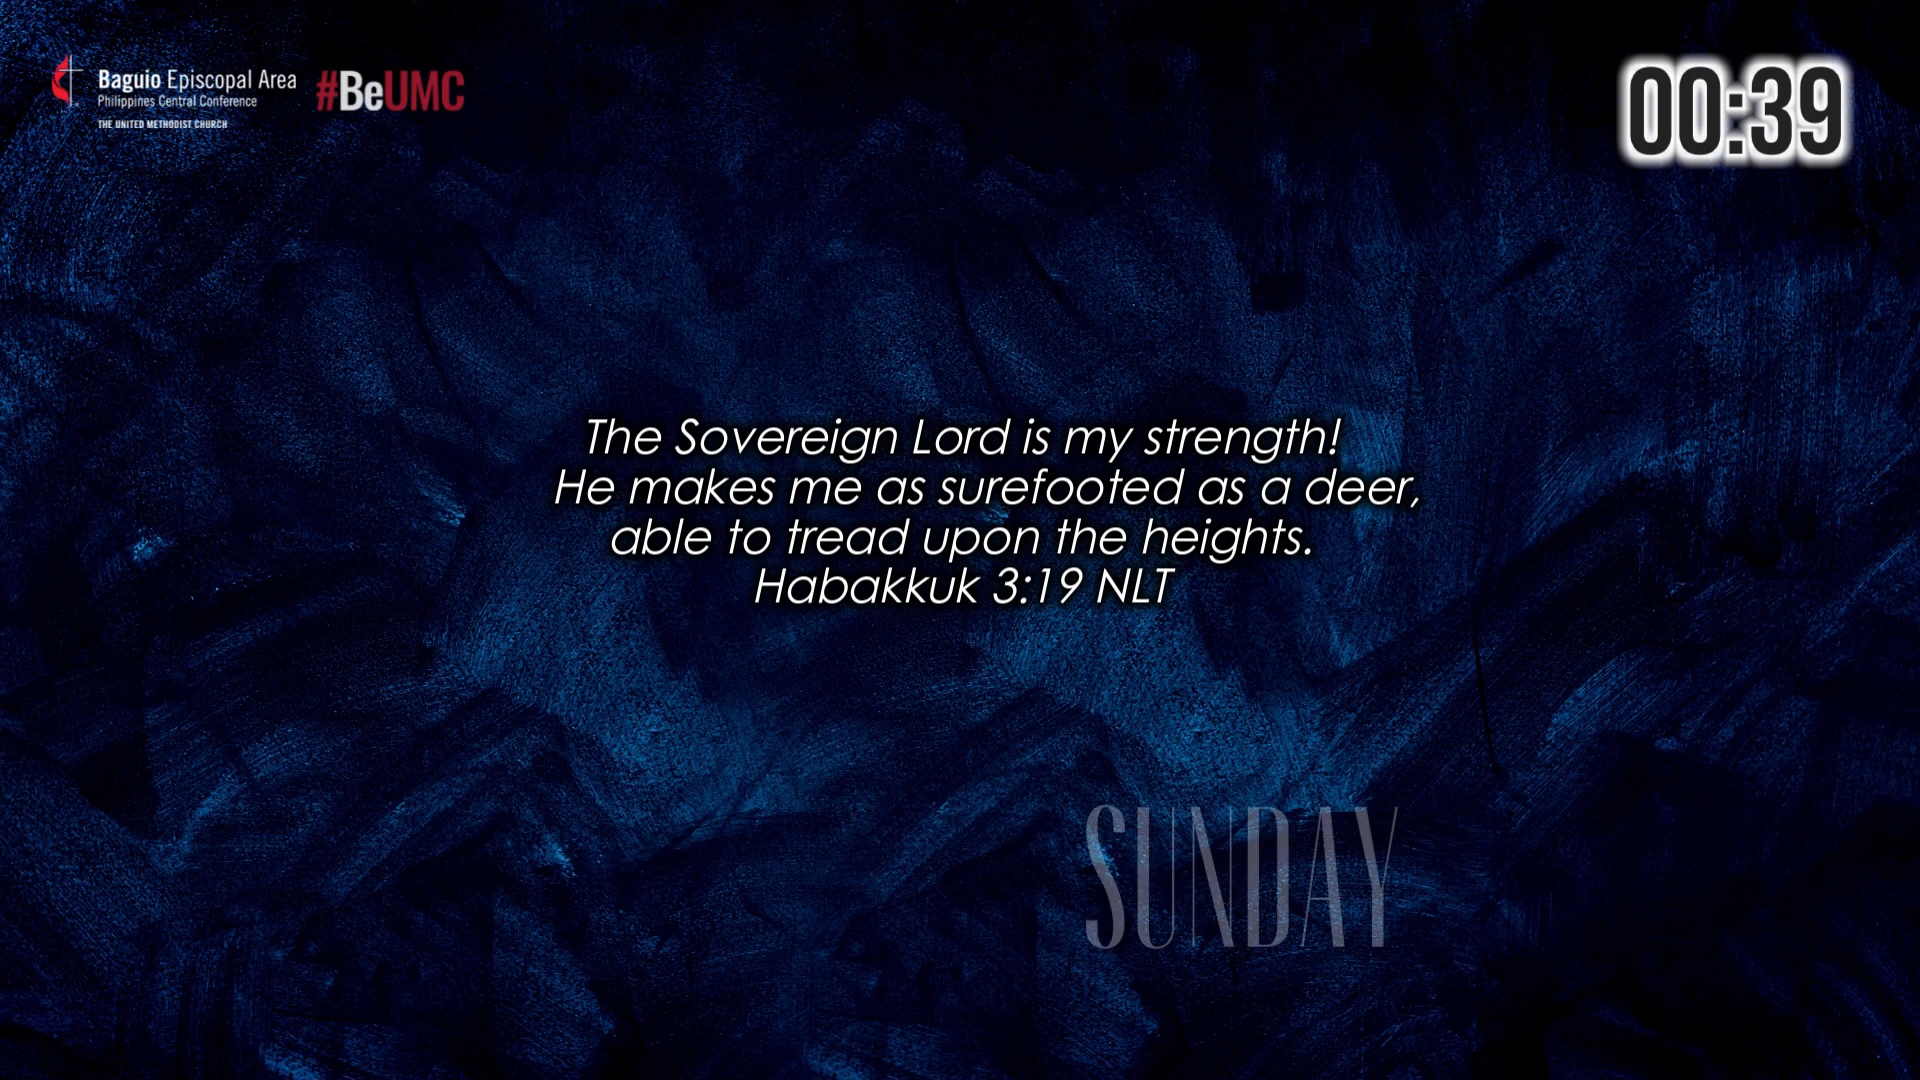 Baguio Episcopal Area
Philippines Central Conference
THE UNITED METHODIST CHURCH
#BeUMC
00:39
The Sovereign Lord is my strength!
He makes me as surefooted as a deer,
able to tread upon the heights.
Habakkuk 3:19 NLT
SUNDAY